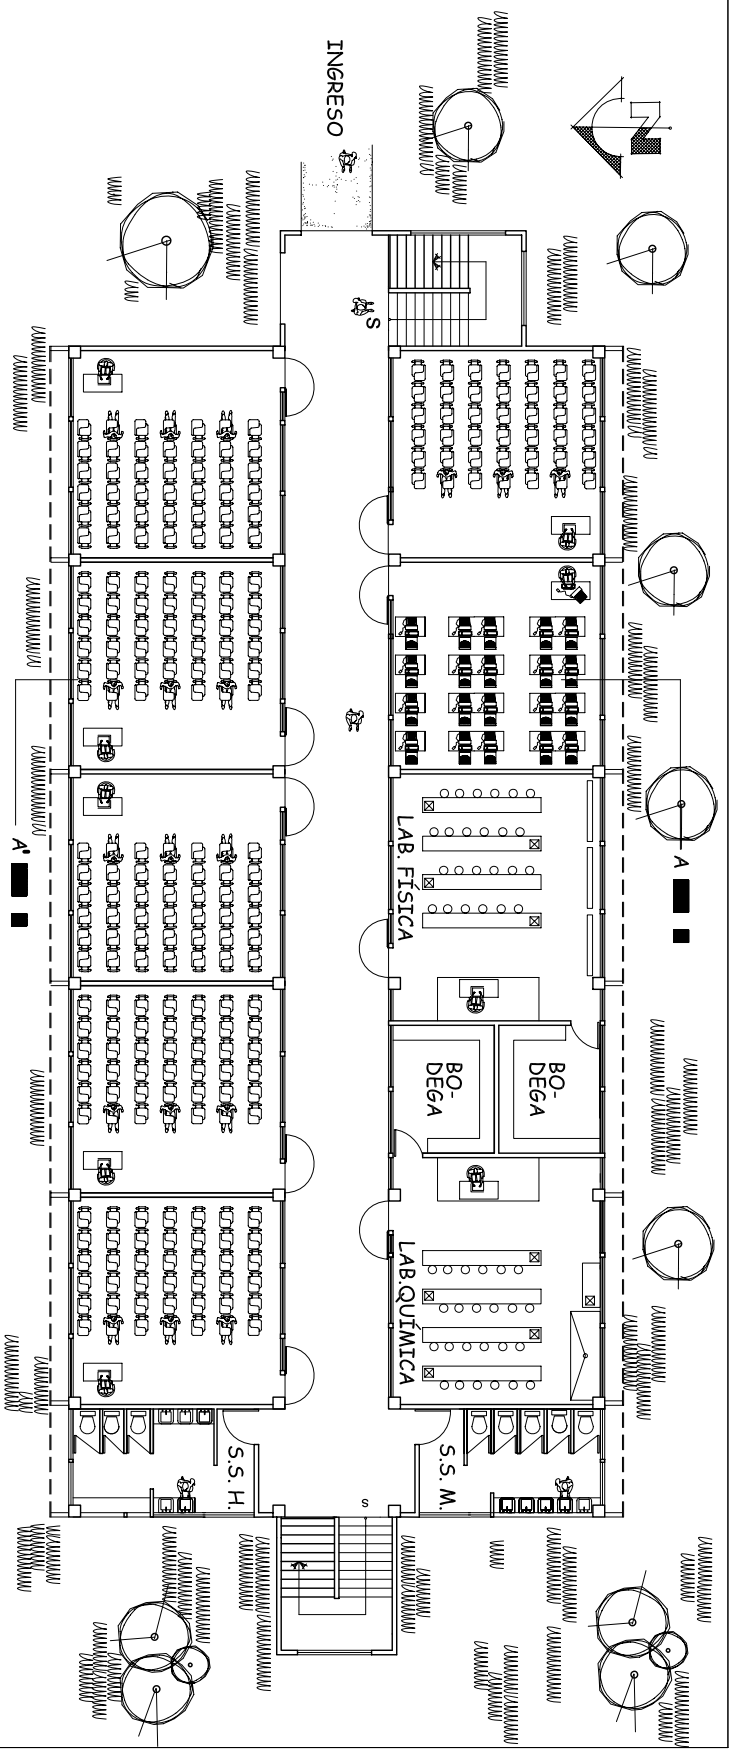 N
INGRESO
S
A
A'
LAB. FÍSICA
BO-
DEGA
BO-
DEGA
LAB.QUÍMICA
S.S. M.
S.S. H.
S